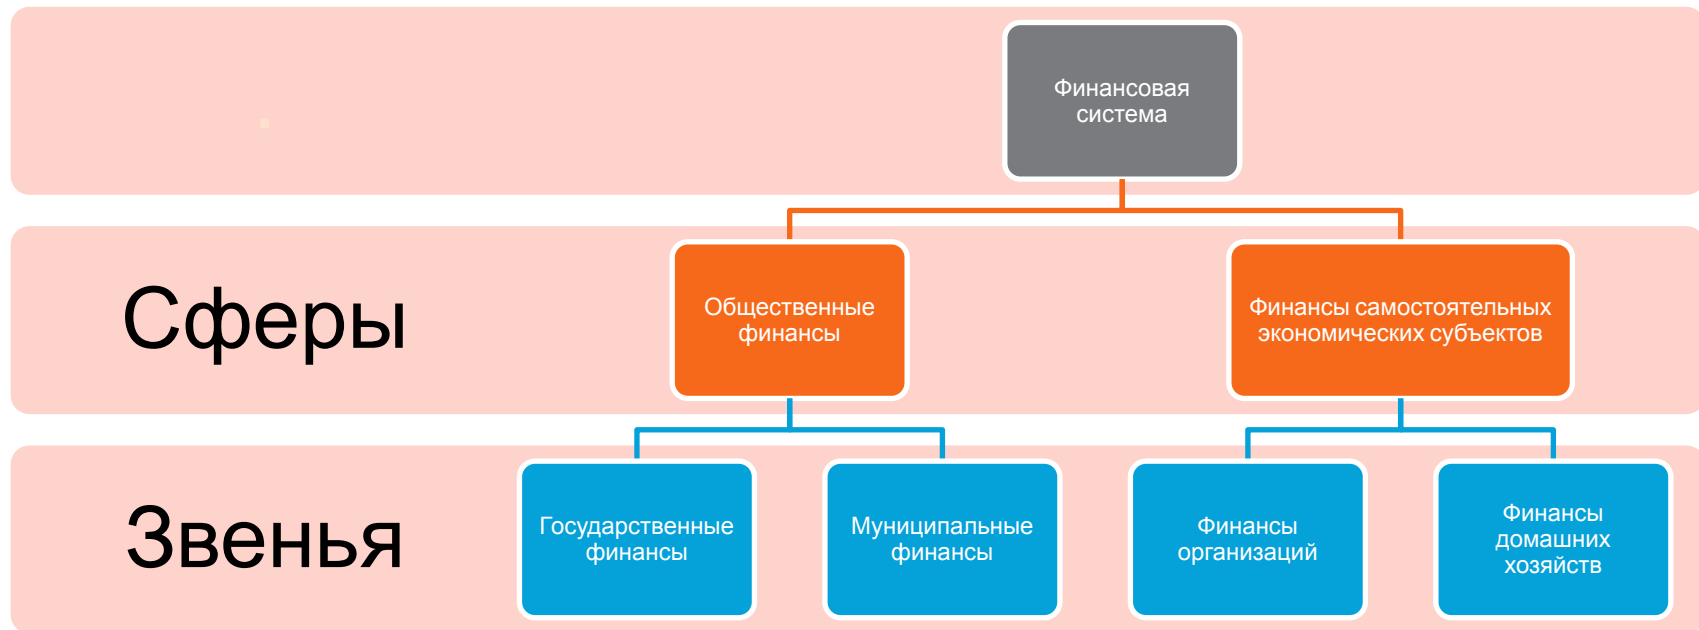 Финансовая
система
Сферы
Общественные
финансы
Финансы самостоятельных
экономических субъектов
Звенья
Государственные
финансы
Муниципальные
финансы
Финансы
организаций
Финансы
домашних
хозяйств